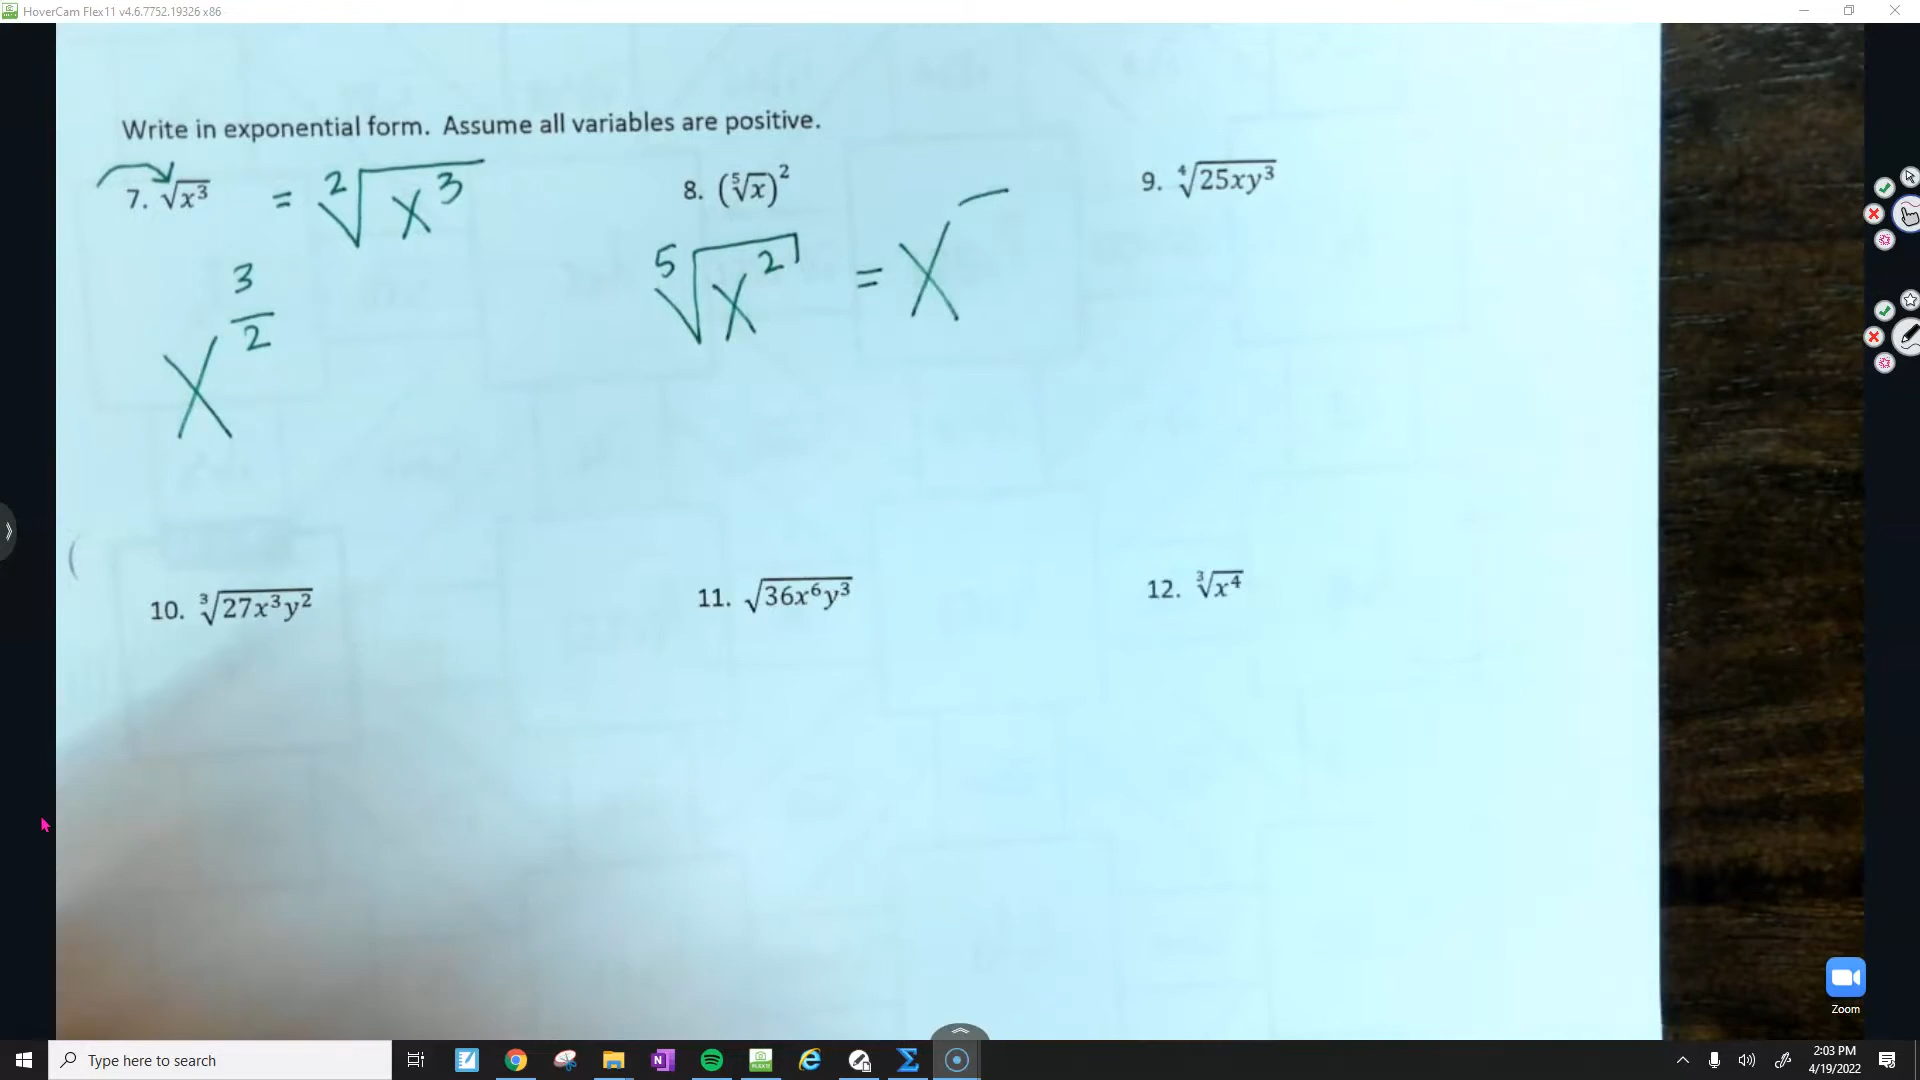 HoverCam Flex11 v4.6.7752.19326 x86
Write in exponential form. Assume all variables are positive.
7. √x³ = ²√x³
x^(3/2)
8. (⁵√x)²
⁵√x² = x
9. ⁴√25xy³
10. ³√27x³y²
11. √36x⁶y³
12. ³√x⁴
Zoom
Type here to search
2:03 PM
4/19/2022